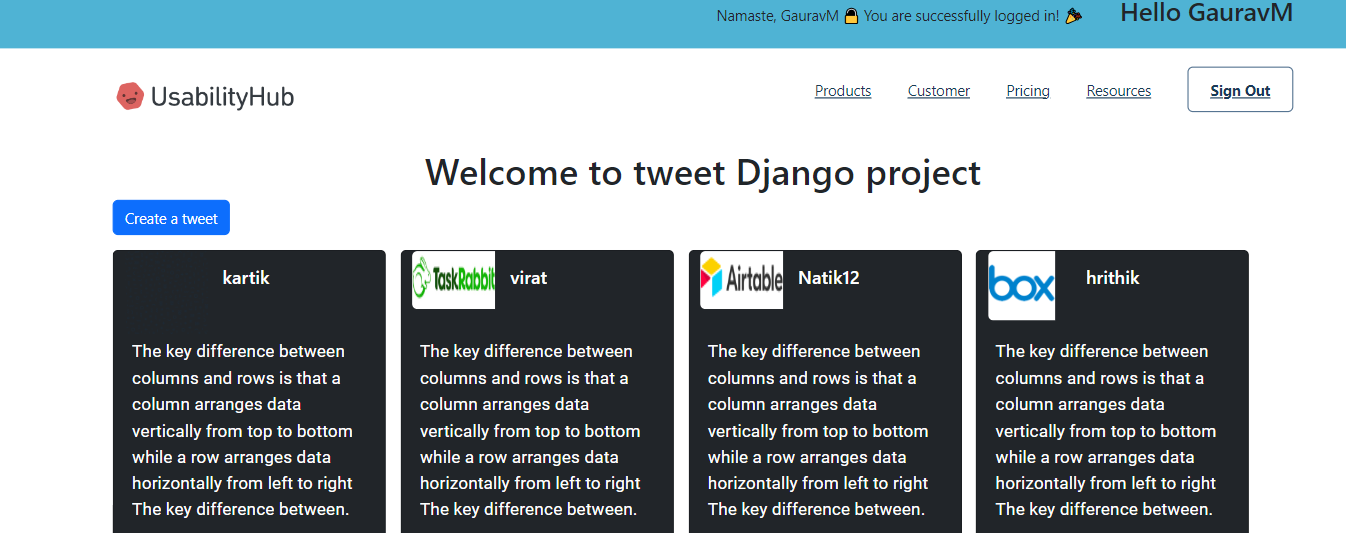 Namaste, GauravM 🔒 You are successfully logged in! 🎉
Hello GauravM
UsabilityHub
Products
Customer
Pricing
Resources
Sign Out
Welcome to tweet Django project
Create a tweet
kartik
The key difference between
columns and rows is that a
column arranges data
vertically from top to bottom
while a row arranges data
horizontally from left to right
The key difference between.
TaskRabbit
virat
The key difference between
columns and rows is that a
column arranges data
vertically from top to bottom
while a row arranges data
horizontally from left to right
The key difference between.
Airtable
Natik12
The key difference between
columns and rows is that a
column arranges data
vertically from top to bottom
while a row arranges data
horizontally from left to right
The key difference between.
box
hrithik
The key difference between
columns and rows is that a
column arranges data
vertically from top to bottom
while a row arranges data
horizontally from left to right
The key difference between.